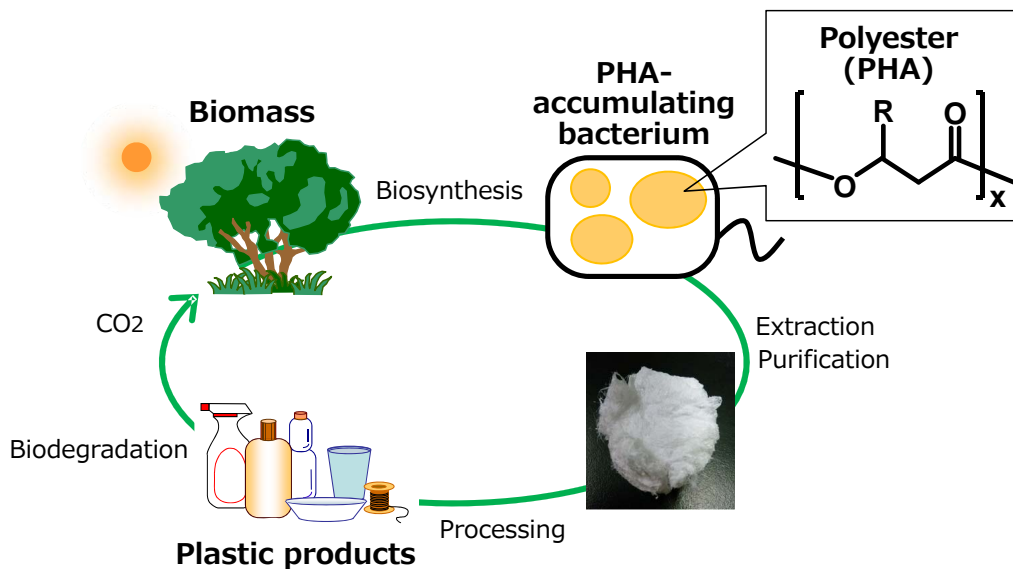 Polyester
(PHA)
R
O
O
x
PHA-
accumulating
bacterium
Biomass
Biosynthesis
CO2
Extraction
Purification
Biodegradation
Processing
Plastic products